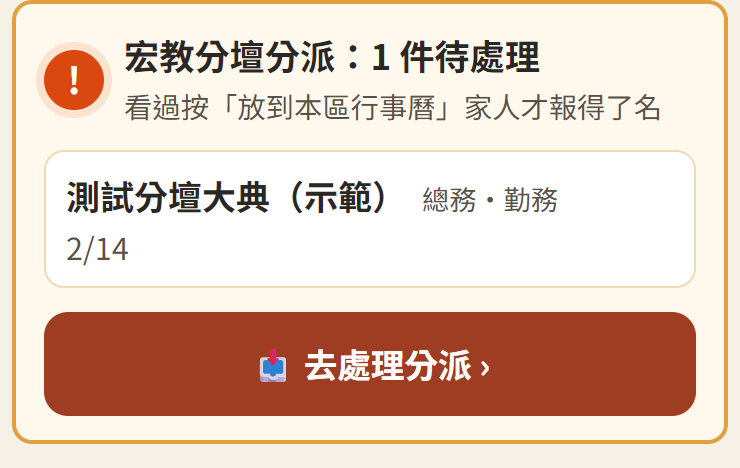 !
宏教分壇分派：1 件待處理
看過按「放到本區行事曆」家人才報得了名
測試分壇大典（示範） 總務・勤務
2/14
去處理分派 ›